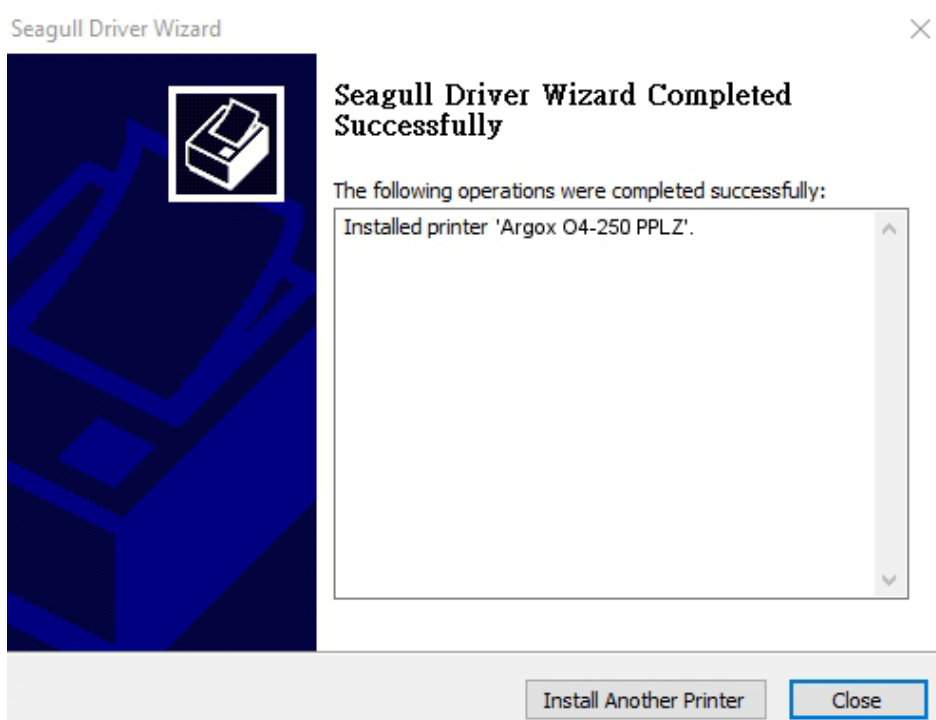 Seagull Driver Wizard
Seagull Driver Wizard Completed
Successfully
The following operations were completed successfully:
Installed printer 'Argox O4-250 PPLZ'.
Install Another Printer
Close